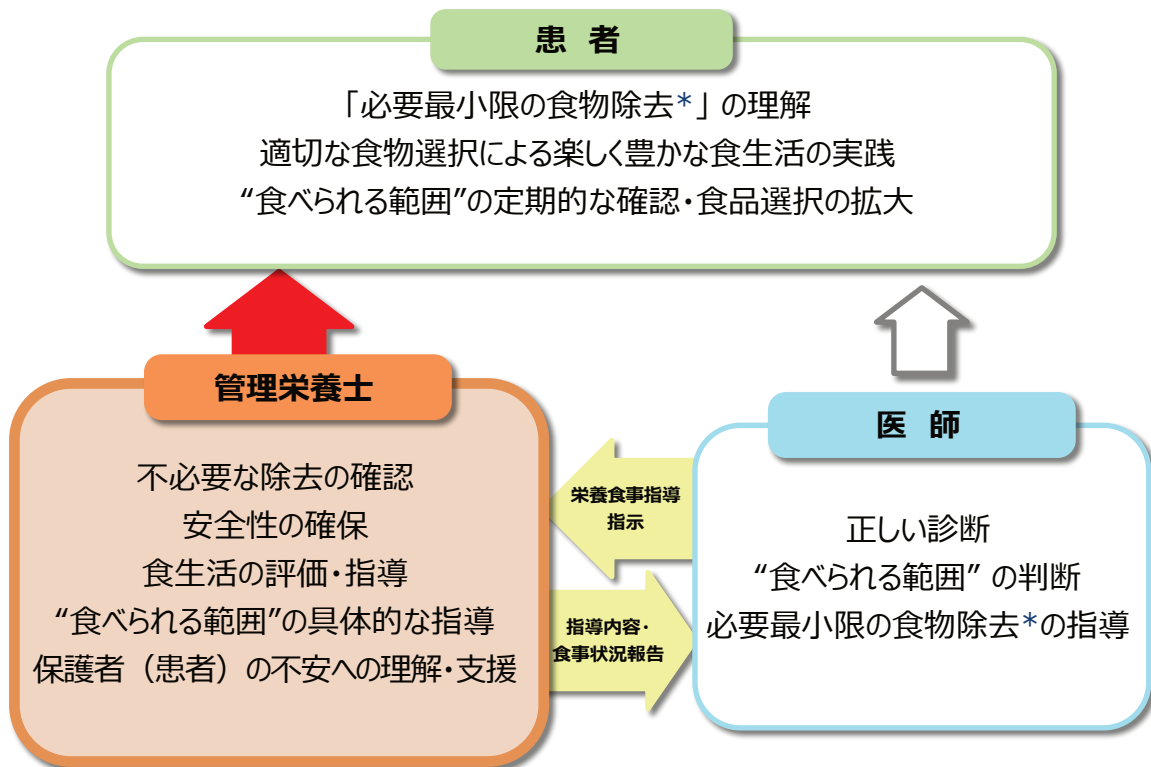 患 者
「必要最小限の食物除去*」の理解
適切な食物選択による楽しく豊かな食生活の実践
“食べられる範囲”の定期的な確認・食品選択の拡大
管理栄養士
不必要な除去の確認
安全性の確保
食生活の評価・指導
“食べられる範囲”の具体的な指導
保護者（患者）の不安への理解・支援
栄養食事指導
指示
指導内容・
食事状況報告
医 師
正しい診断
“食べられる範囲” の判断
必要最小限の食物除去*の指導